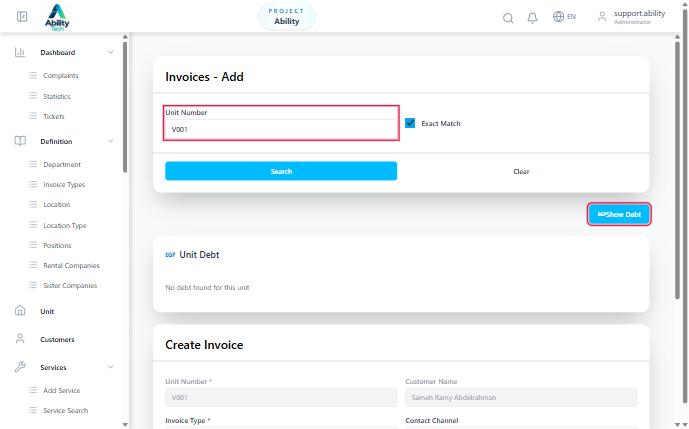 Ability
Tech
PROJECT
Ability
EN
support.ability
Administrator
Dashboard
Complaints
Statistics
Tickets
Definition
Department
Invoice Types
Location
Location Type
Positions
Rental Companies
Sister Companies
Unit
Customers
Services
Add Service
Service Search
Invoices - Add
Unit Number
V001
Exact Match
Search
Clear
EGP Show Debt
EGP Unit Debt
No debt found for this unit
Create Invoice
Unit Number *
Customer Name
V001
Sameh Ramy Abdelrahman
Invoice Type *
Contact Channel